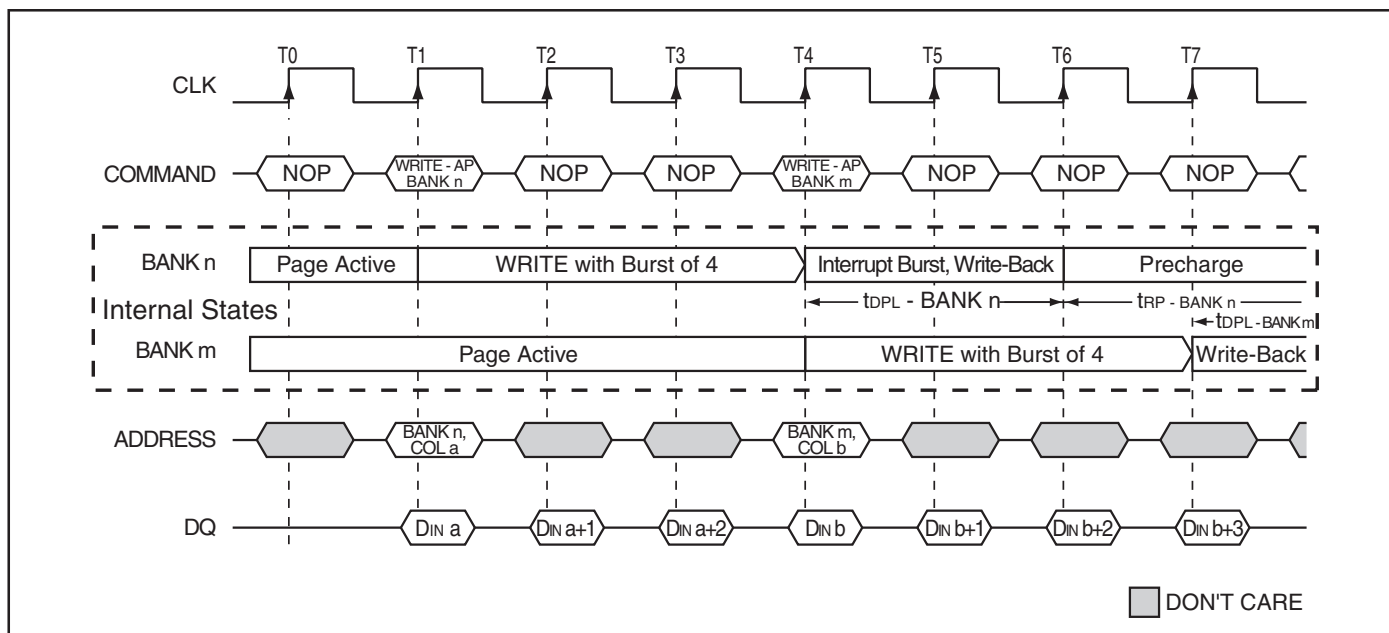 T0 T1 T2 T3 T4 T5 T6 T7
CLK
COMMAND NOP WRITE - AP BANK n NOP NOP WRITE - AP BANK m NOP NOP NOP
BANK n Page Active WRITE with Burst of 4 Interrupt Burst, Write-Back Precharge
Internal States tDPL - BANK n tRP - BANK n
tDPL - BANK m
BANK m Page Active WRITE with Burst of 4 Write-Back
ADDRESS BANK n, COL a BANK m, COL b
DQ DIN a DIN a+1 DIN a+2 DIN b DIN b+1 DIN b+2 DIN b+3
DON'T CARE